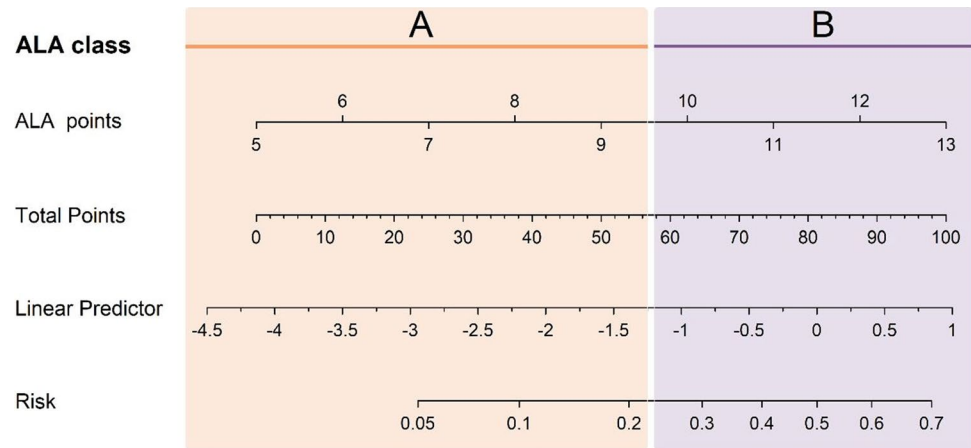 A B
ALA class
6 8 10 12
ALA points
5 7 9 11 13
Total Points
0 10 20 30 40 50 60 70 80 90 100
Linear Predictor
-4.5 -4 -3.5 -3 -2.5 -2 -1.5 -1 -0.5 0 0.5 1
Risk
0.05 0.1 0.2 0.3 0.4 0.5 0.6 0.7